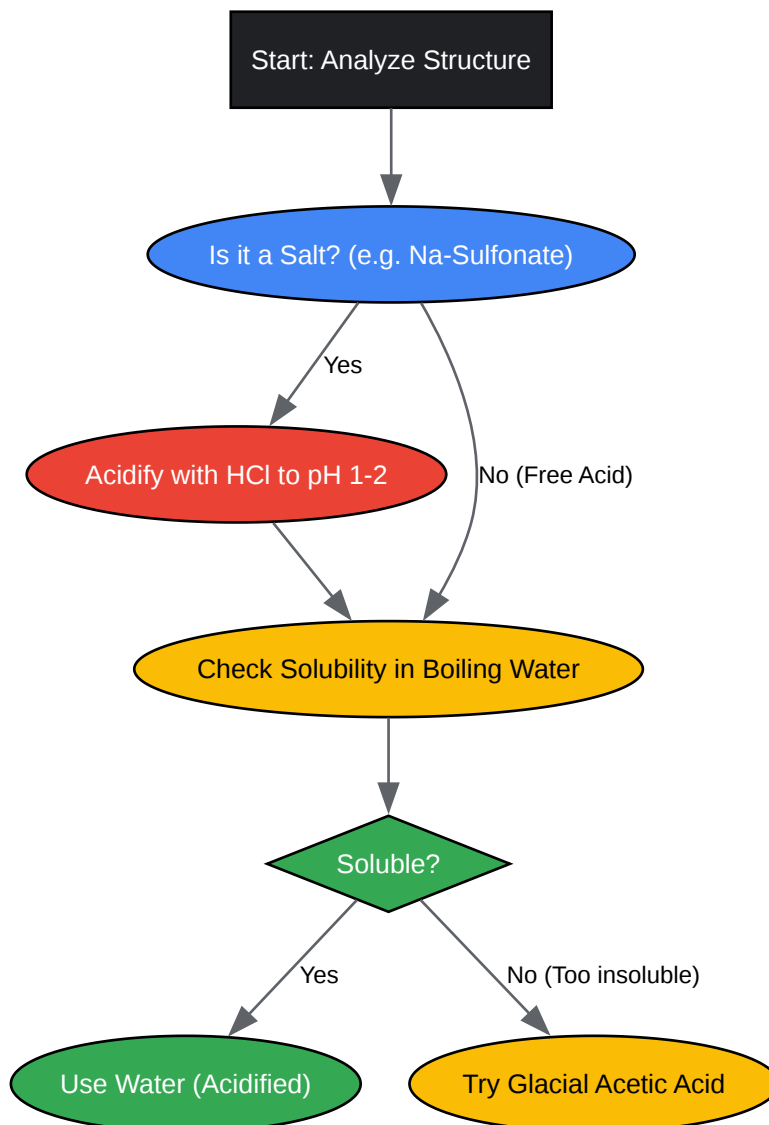 Start: Analyze Structure
Is it a Salt? (e.g. Na-Sulfonate)
Yes
Acidify with HCl to pH 1-2
No (Free Acid)
Check Solubility in Boiling Water
Soluble?
Yes
No (Too insoluble)
Use Water (Acidified)
Try Glacial Acetic Acid